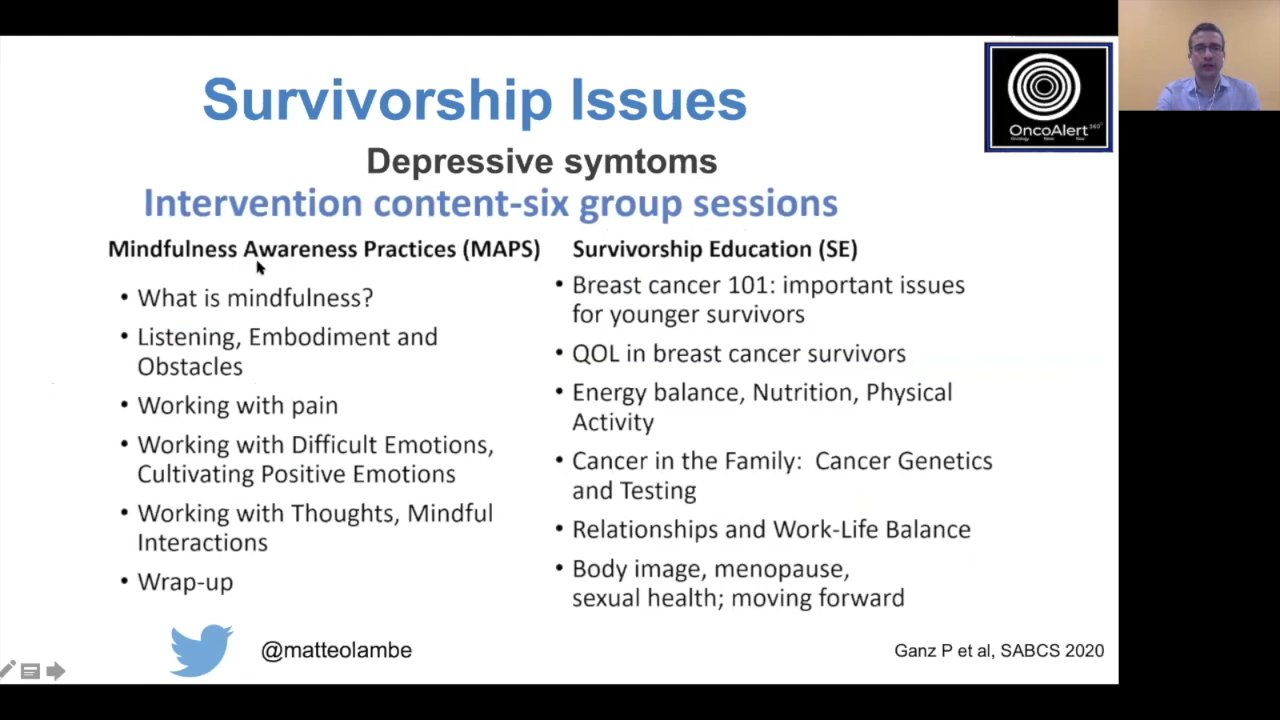 Survivorship Issues
OncoAlert 360°
Depressive symtoms
Intervention content-six group sessions
Mindfulness Awareness Practices (MAPS)
• What is mindfulness?
• Listening, Embodiment and
Obstacles
• Working with pain
• Working with Difficult Emotions,
Cultivating Positive Emotions
• Working with Thoughts, Mindful
Interactions
• Wrap-up
Survivorship Education (SE)
• Breast cancer 101: important issues
for younger survivors
• QOL in breast cancer survivors
• Energy balance, Nutrition, Physical
Activity
• Cancer in the Family:  Cancer Genetics
and Testing
• Relationships and Work-Life Balance
• Body image, menopause,
sexual health; moving forward
@matteolambe
Ganz P et al, SABCS 2020